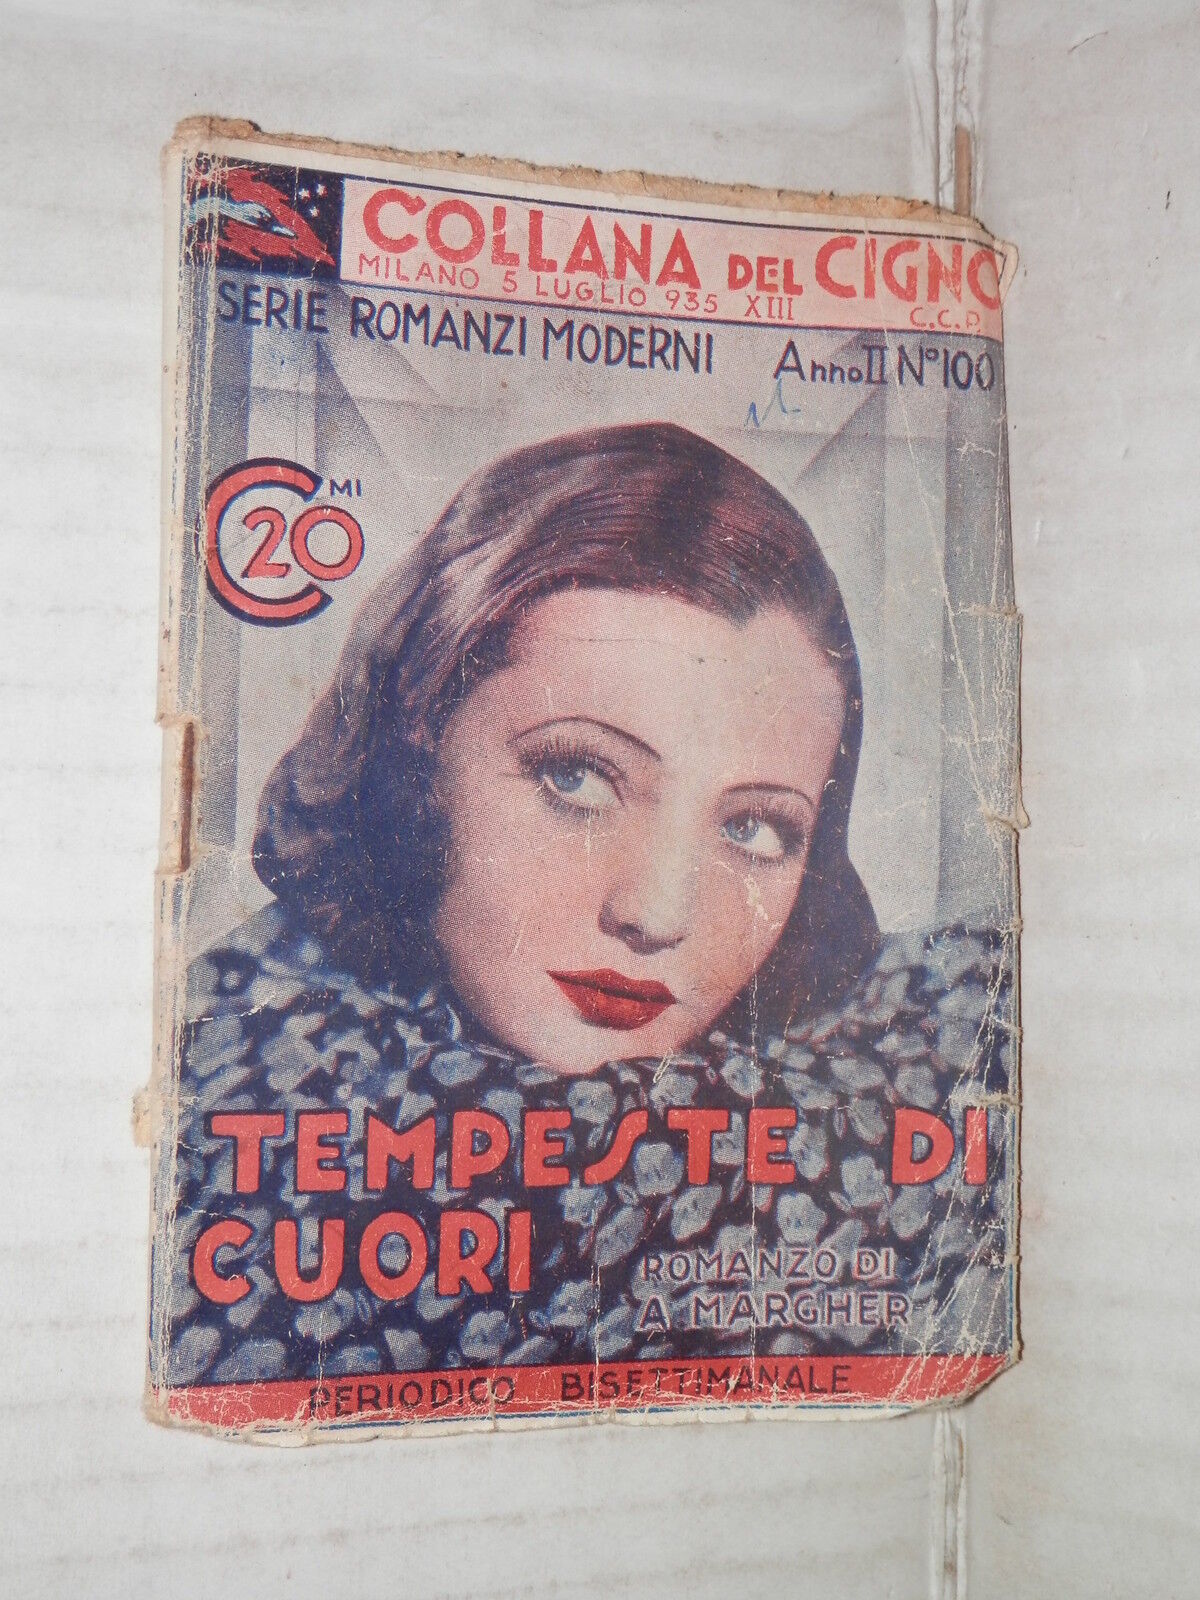 COLLANA DEL CIGNO
MILANO 5 LUGLIO 935 XIII C.C.P.
SERIE ROMANZI MODERNI Anno II N° 100
C MI 20
TEMPESTE DI
CUORI
ROMANZO DI
A MARGHER
PERIODICO BISETTIMANALE